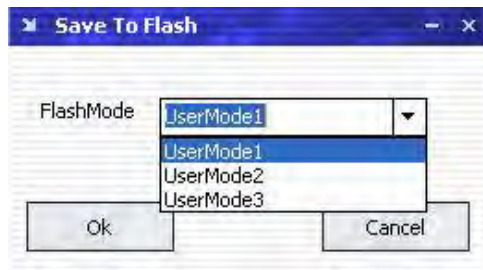 Save To Flash
FlashMode UserMode1
UserMode1
UserMode2
UserMode3
Ok Cancel